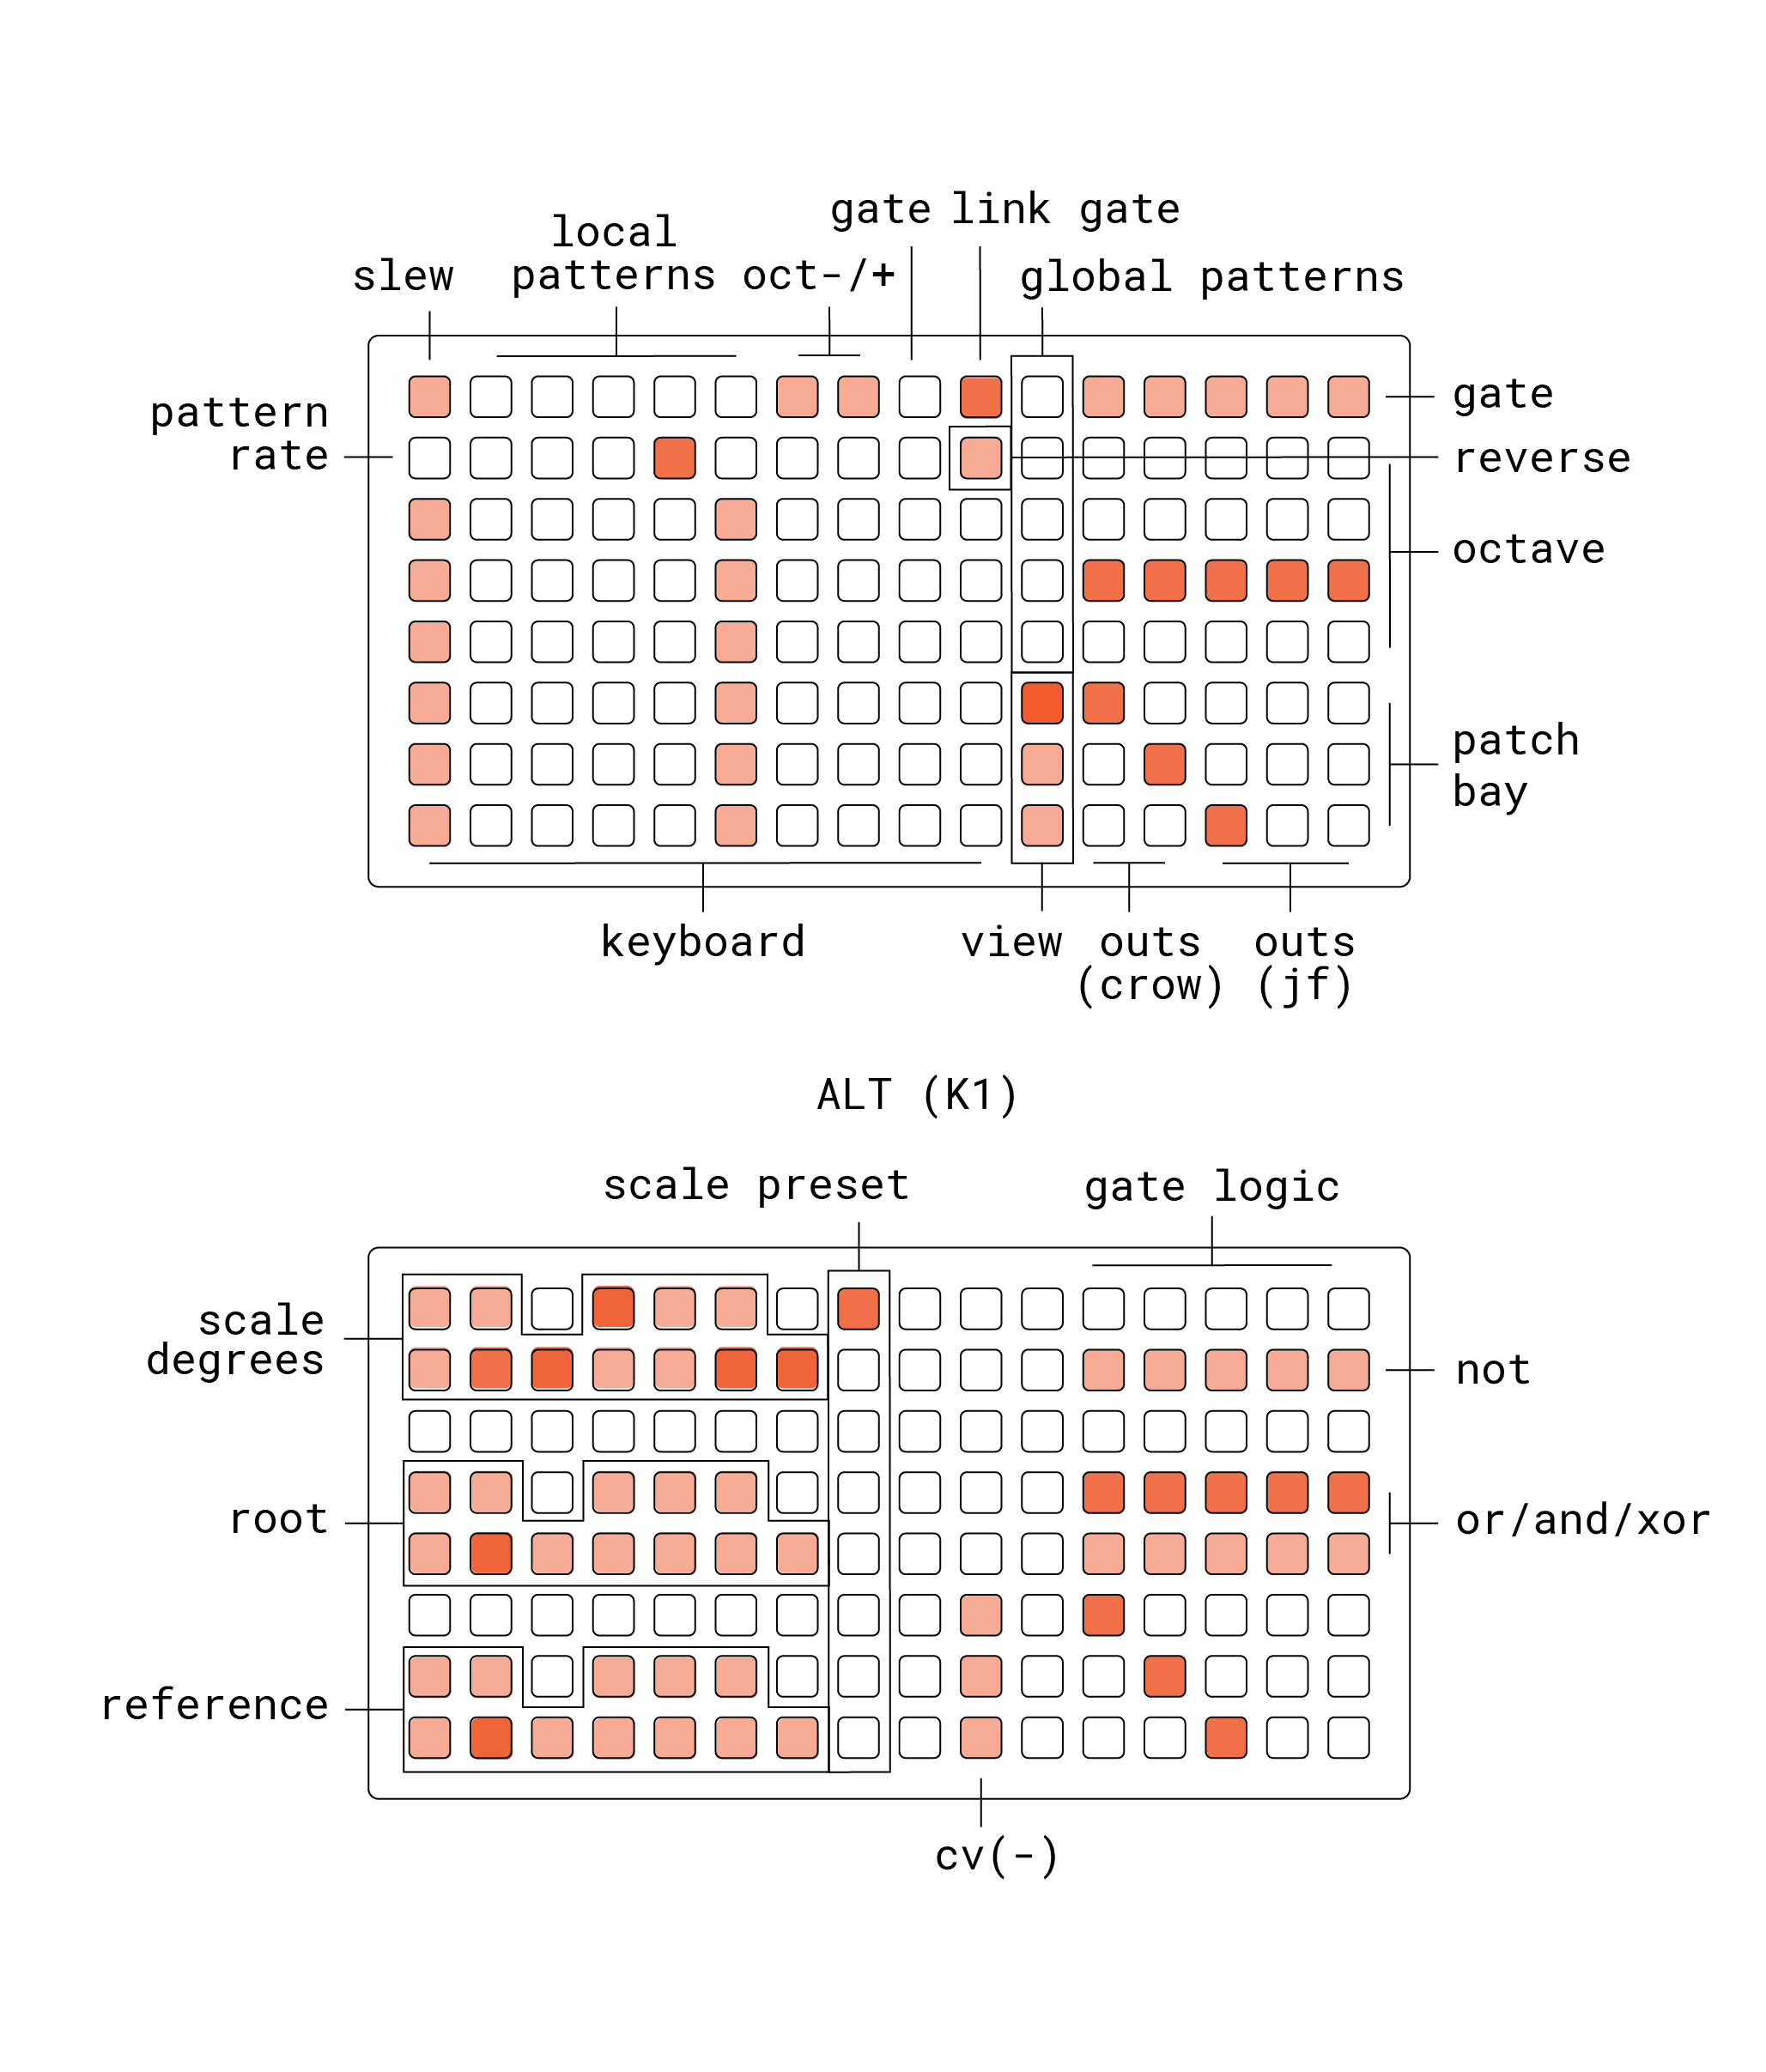 gate link gate
local
slew patterns oct-/+ global patterns
pattern
rate
gate
reverse
octave
patch
bay
keyboard view outs outs
(crow) (jf)
ALT (K1)
scale preset gate logic
scale
degrees
not
root
or/and/xor
reference
cv(-)